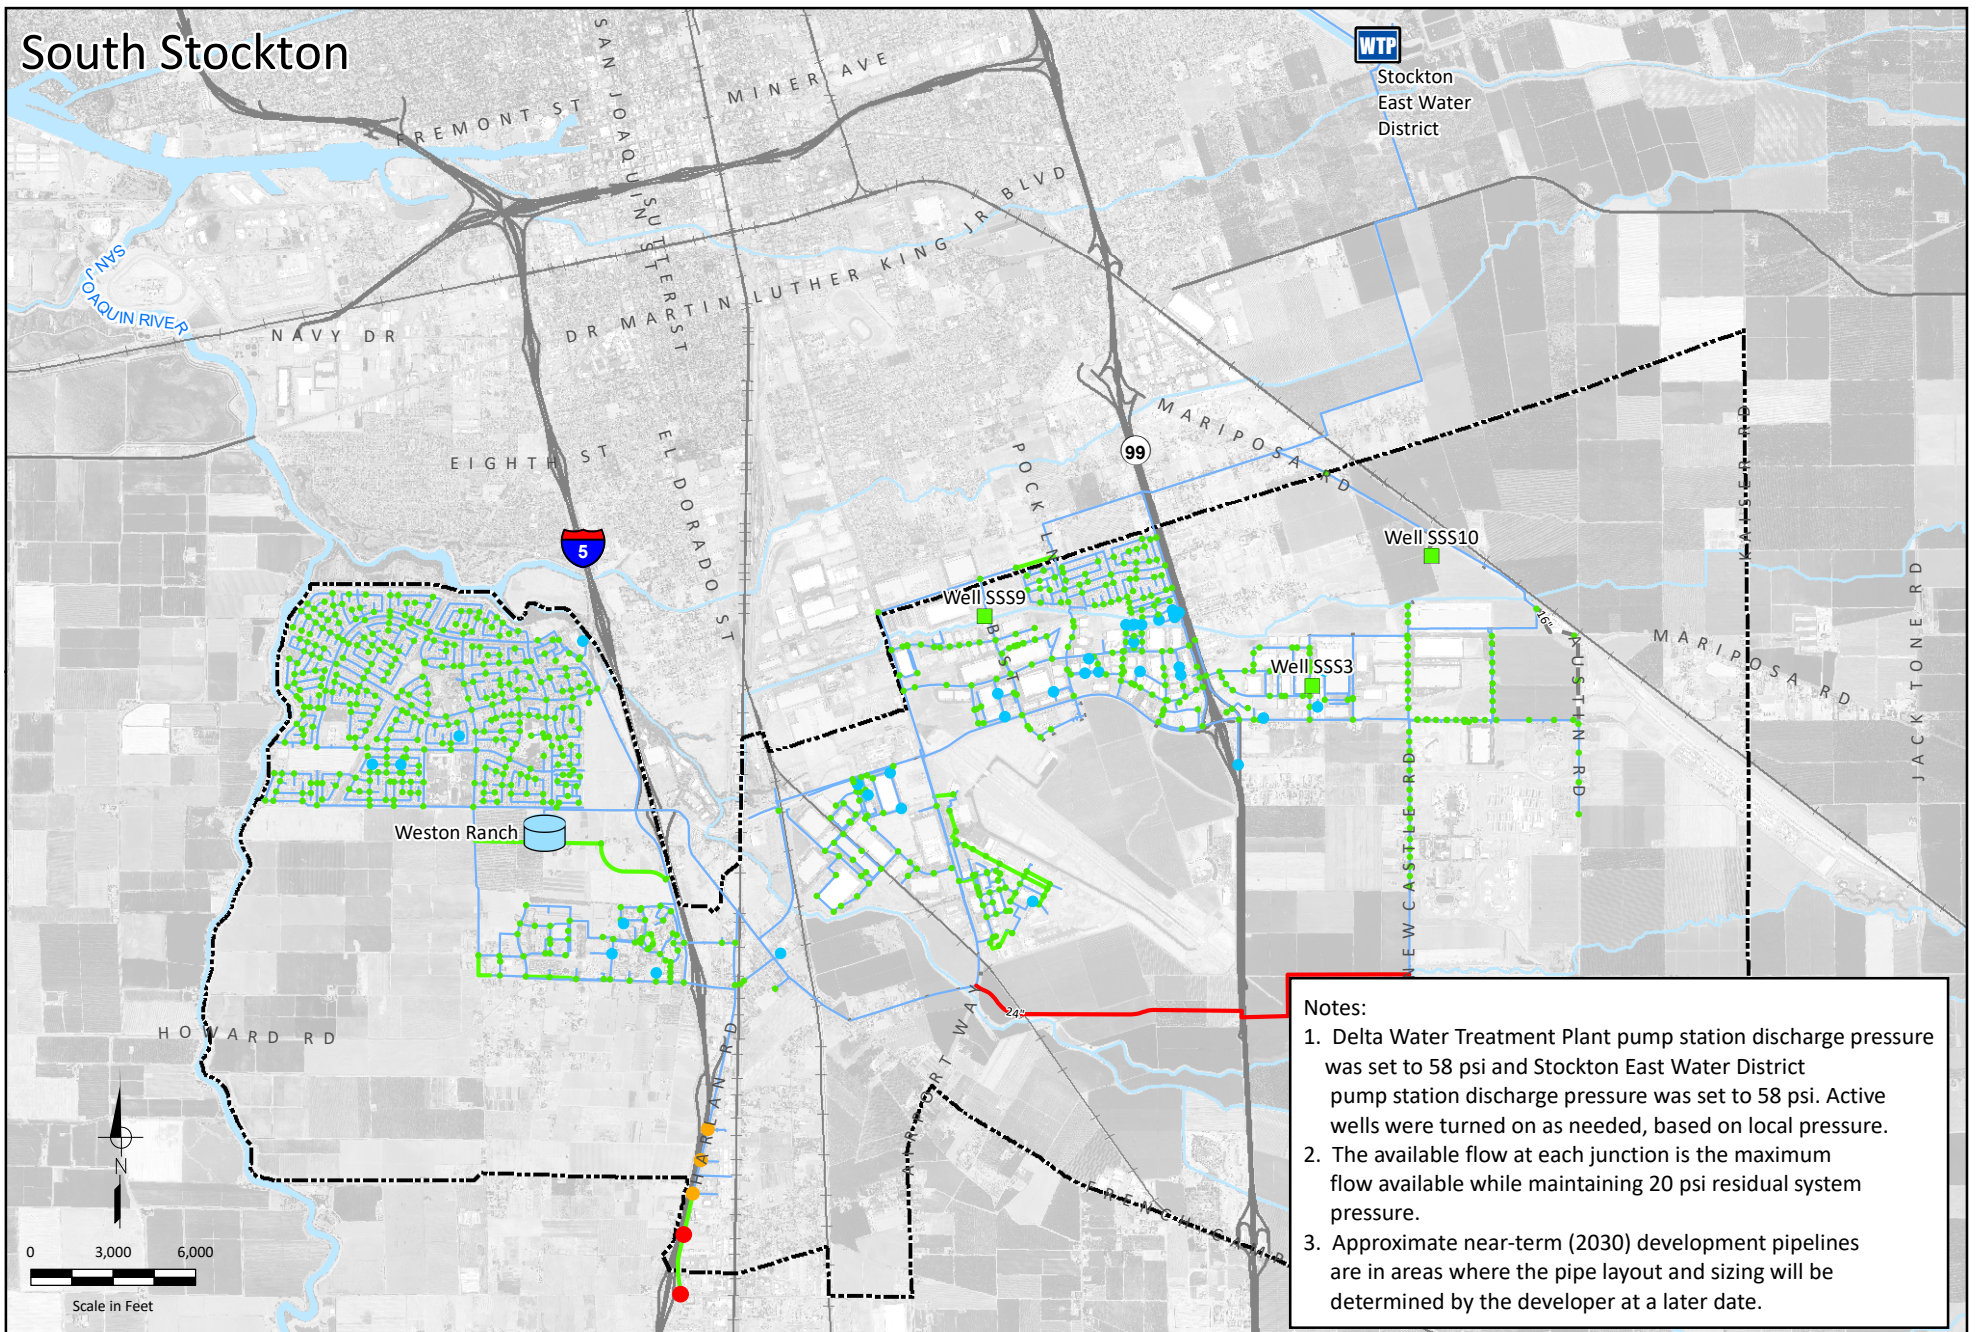 South Stockton
WTP
Stockton
East Water
District
SAN JOAQUIN ST
MINER AVE
FREMONT ST
SUTTER ST
DR MARTIN LUTHER KING JR BLVD
SAN JOAQUIN RIVER
NAVY DR
MARIPOSA RD
99
EIGHTH ST
EL DORADO ST
POCK LN
KAISER RD
5
Well SSS10
Well SSS9
B ST
16"
AUSTIN RD
MARIPOSA RD
JACK TONE RD
Well SSS3
NEWCASTLE RD
Weston Ranch
HOWARD RD
24"
AIRPORT WAY
HARLAN RD
FRENCH CAMP
N
0 3,000 6,000
Scale in Feet
Notes:
1. Delta Water Treatment Plant pump station discharge pressure
was set to 58 psi and Stockton East Water District
pump station discharge pressure was set to 58 psi. Active
wells were turned on as needed, based on local pressure.
2. The available flow at each junction is the maximum
flow available while maintaining 20 psi residual system
pressure.
3. Approximate near-term (2030) development pipelines
are in areas where the pipe layout and sizing will be
determined by the developer at a later date.